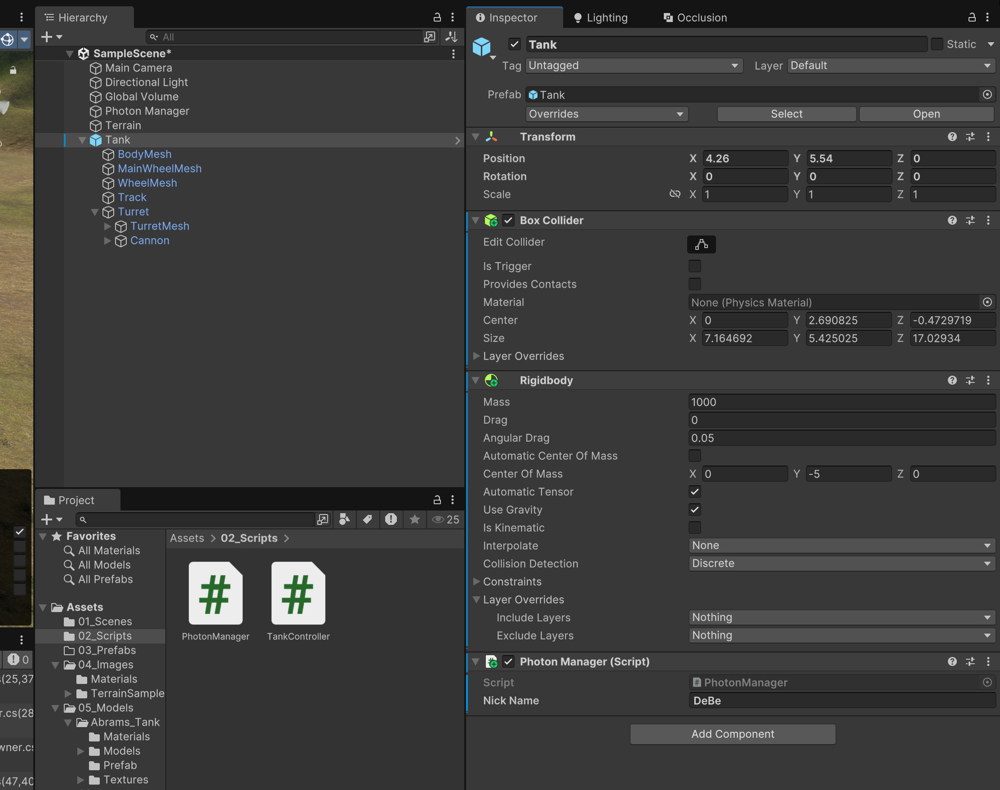 Hierarchy
All
SampleScene*
Main Camera
Directional Light
Global Volume
Photon Manager
Terrain
Tank
BodyMesh
MainWheelMesh
WheelMesh
Track
Turret
TurretMesh
Cannon
Project
25
Favorites
All Materials
All Models
All Prefabs
Assets
01_Scenes
02_Scripts
03_Prefabs
04_Images
Materials
TerrainSample
05_Models
Abrams_Tank
Materials
Models
Prefab
Textures
Assets > 02_Scripts >
PhotonManager
TankController
0
(25,37
r.cs(28
wner.cs
(47,40
Inspector
Lighting
Occlusion
Tank
Static
Tag Untagged
Layer Default
Prefab Tank
Overrides
Select
Open
Transform
Position X 4.26 Y 5.54 Z 0
Rotation X 0 Y 0 Z 0
Scale X 1 Y 1 Z 1
Box Collider
Edit Collider
Is Trigger
Provides Contacts
Material None (Physics Material)
Center X 0 Y 2.690825 Z -0.4729719
Size X 7.164692 Y 5.425025 Z 17.02934
Layer Overrides
Rigidbody
Mass 1000
Drag 0
Angular Drag 0.05
Automatic Center Of Mass
Center Of Mass X 0 Y -5 Z 0
Automatic Tensor
Use Gravity
Is Kinematic
Interpolate None
Collision Detection Discrete
Constraints
Layer Overrides
Include Layers Nothing
Exclude Layers Nothing
Photon Manager (Script)
Script # PhotonManager
Nick Name DeBe
Add Component